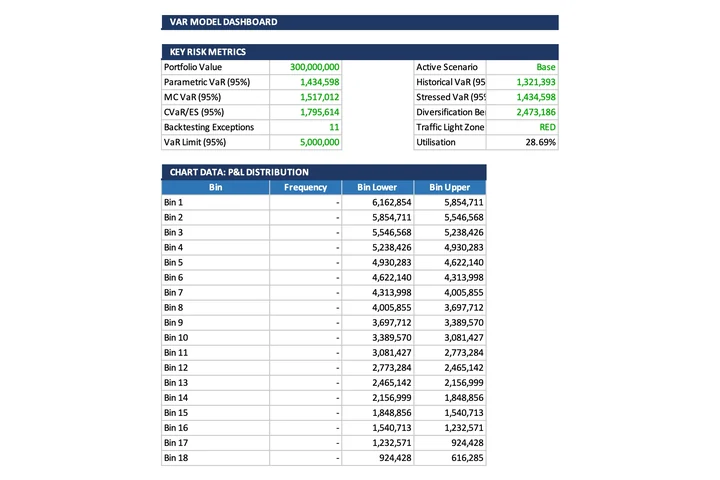 VAR MODEL DASHBOARD
KEY RISK METRICS
Portfolio Value 300,000,000 Active Scenario Base
Parametric VaR (95%) 1,434,598 Historical VaR (95 1,321,393
MC VaR (95%) 1,517,012 Stressed VaR (95% 1,434,598
CVaR/ES (95%) 1,795,614 Diversification Be 2,473,186
Backtesting Exceptions 11 Traffic Light Zone RED
VaR Limit (95%) 5,000,000 Utilisation 28.69%
CHART DATA: P&L DISTRIBUTION
Bin Frequency Bin Lower Bin Upper
Bin 1 - 6,162,854 5,854,711
Bin 2 - 5,854,711 5,546,568
Bin 3 - 5,546,568 5,238,426
Bin 4 - 5,238,426 4,930,283
Bin 5 - 4,930,283 4,622,140
Bin 6 - 4,622,140 4,313,998
Bin 7 - 4,313,998 4,005,855
Bin 8 - 4,005,855 3,697,712
Bin 9 - 3,697,712 3,389,570
Bin 10 - 3,389,570 3,081,427
Bin 11 - 3,081,427 2,773,284
Bin 12 - 2,773,284 2,465,142
Bin 13 - 2,465,142 2,156,999
Bin 14 - 2,156,999 1,848,856
Bin 15 - 1,848,856 1,540,713
Bin 16 - 1,540,713 1,232,571
Bin 17 - 1,232,571 924,428
Bin 18 - 924,428 616,285